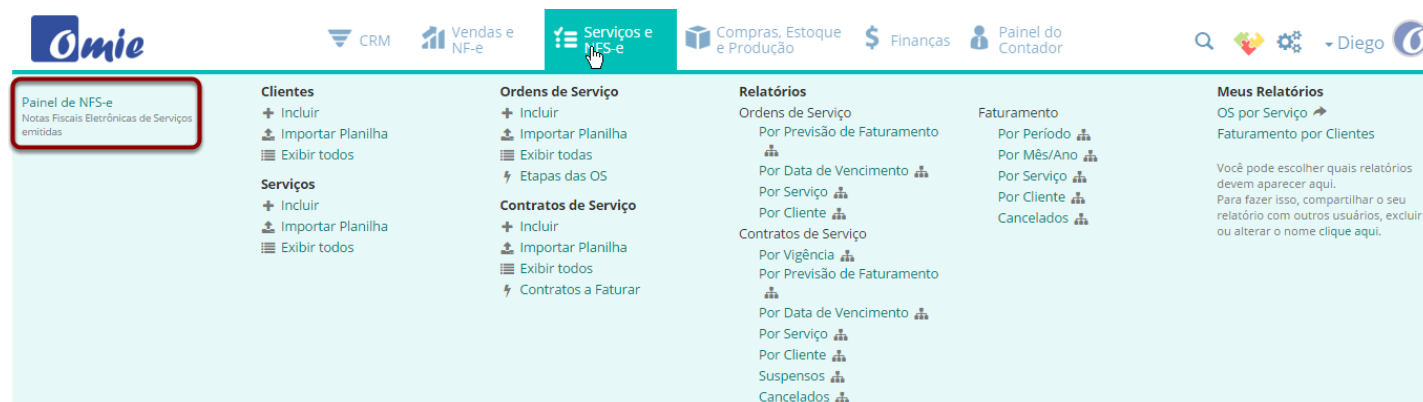 Omie
CRM
Vendas e
NF-e
Serviços e
NFS-e
Compras, Estoque
e Produção
Finanças
Painel do
Contador
Diego
Painel de NFS-e
Notas Fiscais Eletrônicas de Serviços
emitidas
Clientes
Incluir
Importar Planilha
Exibir todos
Serviços
Incluir
Importar Planilha
Exibir todos
Ordens de Serviço
Incluir
Importar Planilha
Exibir todas
Etapas das OS
Contratos de Serviço
Incluir
Importar Planilha
Exibir todos
Contratos a Faturar
Relatórios
Ordens de Serviço
Por Previsão de Faturamento
Por Data de Vencimento
Por Serviço
Por Cliente
Contratos de Serviço
Por Vigência
Por Previsão de Faturamento
Por Data de Vencimento
Por Serviço
Por Cliente
Suspensos
Cancelados
Faturamento
Por Período
Por Mês/Ano
Por Serviço
Por Cliente
Cancelados
Meus Relatórios
OS por Serviço
Faturamento por Clientes
Você pode escolher quais relatórios
devem aparecer aqui.
Para fazer isso, compartilhar o seu
relatório com outros usuários, excluir
ou alterar o nome clique aqui.